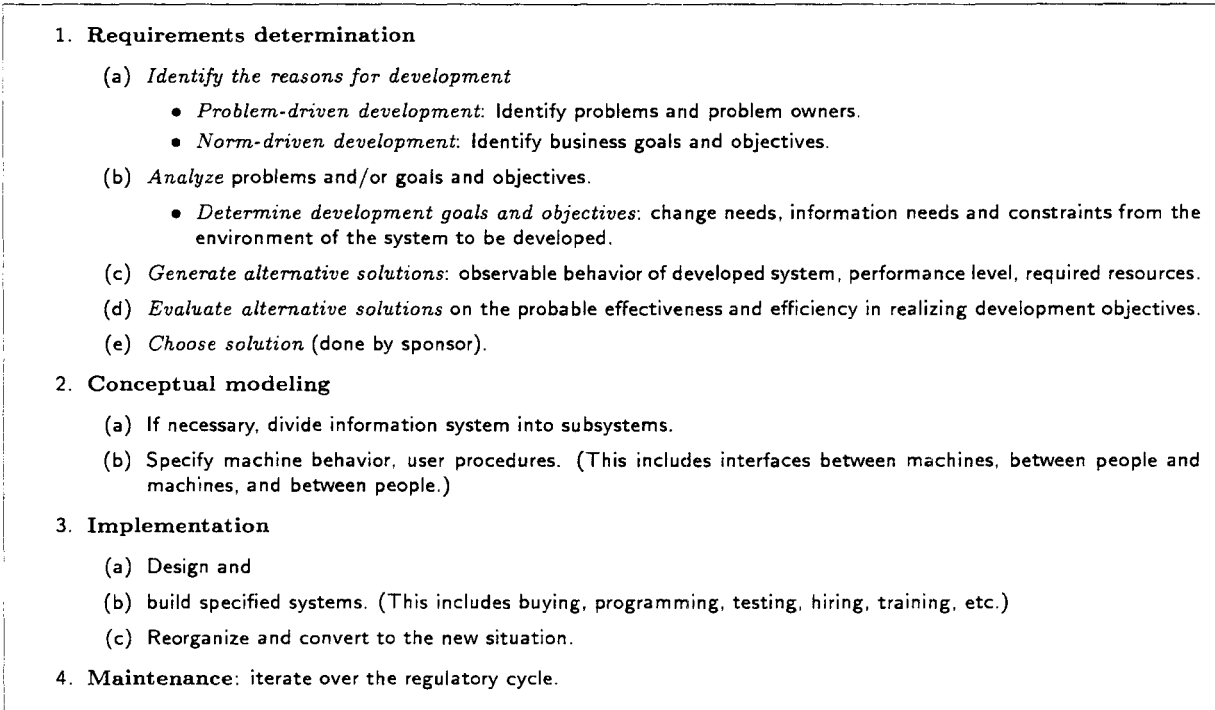 1. Requirements determination
(a) Identify the reasons for development
• Problem-driven development: Identify problems and problem owners.
• Norm-driven development: Identify business goals and objectives.
(b) Analyze problems and/or goals and objectives.
• Determine development goals and objectives: change needs, information needs and constraints from the
environment of the system to be developed.
(c) Generate alternative solutions: observable behavior of developed system, performance level, required resources.
(d) Evaluate alternative solutions on the probable effectiveness and efficiency in realizing development objectives.
(e) Choose solution (done by sponsor).
2. Conceptual modeling
(a) If necessary, divide information system into subsystems.
(b) Specify machine behavior, user procedures. (This includes interfaces between machines, between people and
machines, and between people.)
3. Implementation
(a) Design and
(b) build specified systems. (This includes buying, programming, testing, hiring, training, etc.)
(c) Reorganize and convert to the new situation.
4. Maintenance: iterate over the regulatory cycle.